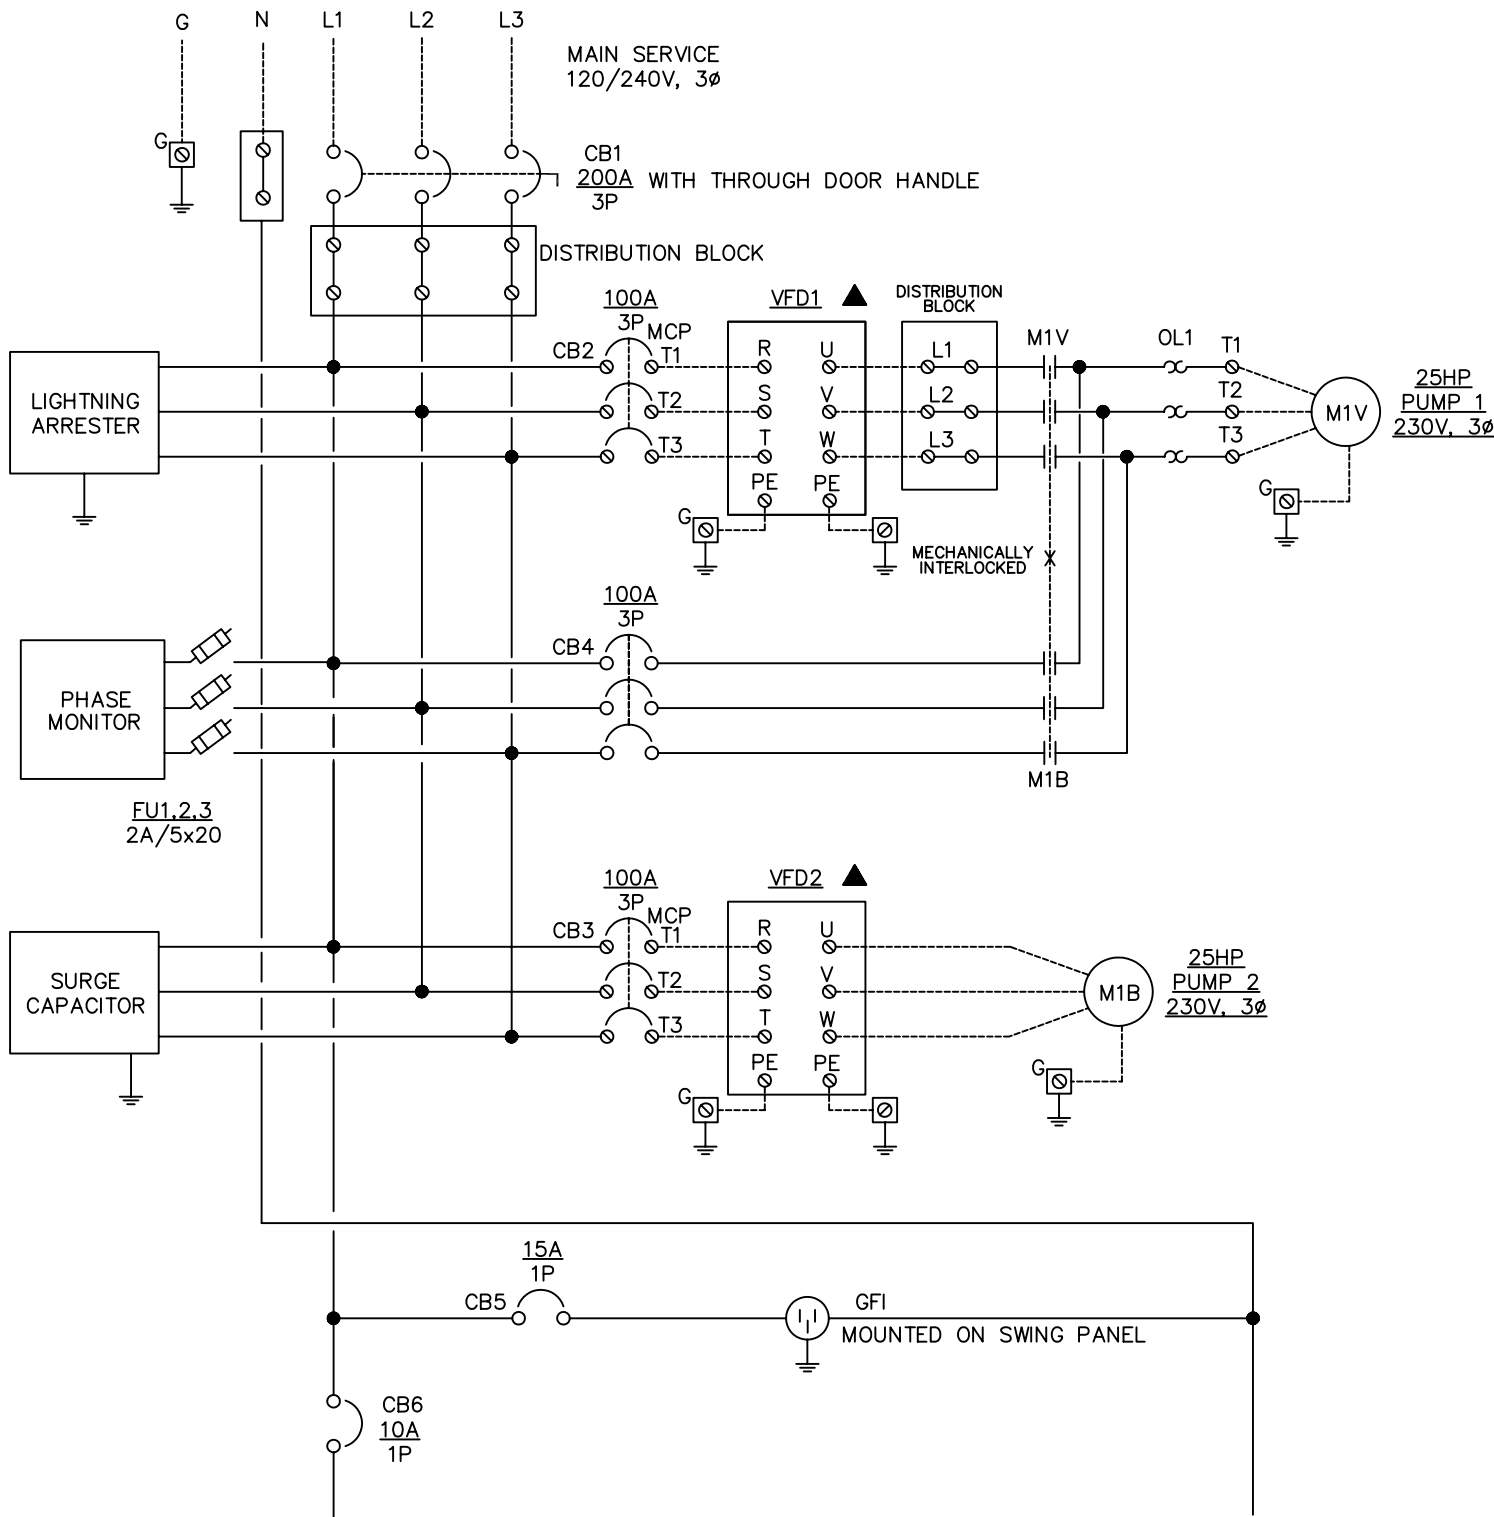 G
N
L1
L2
L3
MAIN SERVICE
120/240V, 3ø
G
CB1
200A WITH THROUGH DOOR HANDLE
3P
DISTRIBUTION BLOCK
100A
3P
MCP
CB2
T1
T2
T3
VFD1
R
S
T
PE
U
V
W
PE
G
DISTRIBUTION
BLOCK
L1
L2
L3
M1V
OL1
T1
T2
T3
M1V
25HP
PUMP 1
230V, 3ø
G
LIGHTNING
ARRESTER
MECHANICALLY
INTERLOCKED
100A
3P
CB4
PHASE
MONITOR
M1B
FU1,2,3
2A/5x20
100A
3P
MCP
CB3
T1
T2
T3
VFD2
R
S
T
PE
U
V
W
PE
G
M1B
25HP
PUMP 2
230V, 3ø
G
SURGE
CAPACITOR
15A
1P
CB5
GFI
MOUNTED ON SWING PANEL
CB6
10A
1P